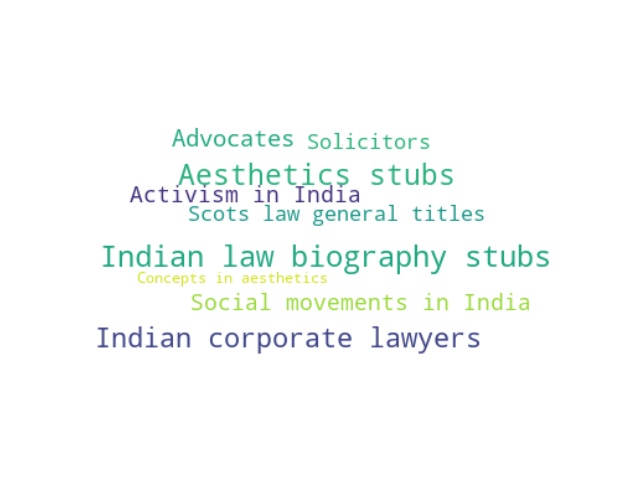 Advocates Solicitors
Aesthetics stubs
Activism in India
Scots law general titles
Indian law biography stubs
Concepts in aesthetics
Social movements in India
Indian corporate lawyers